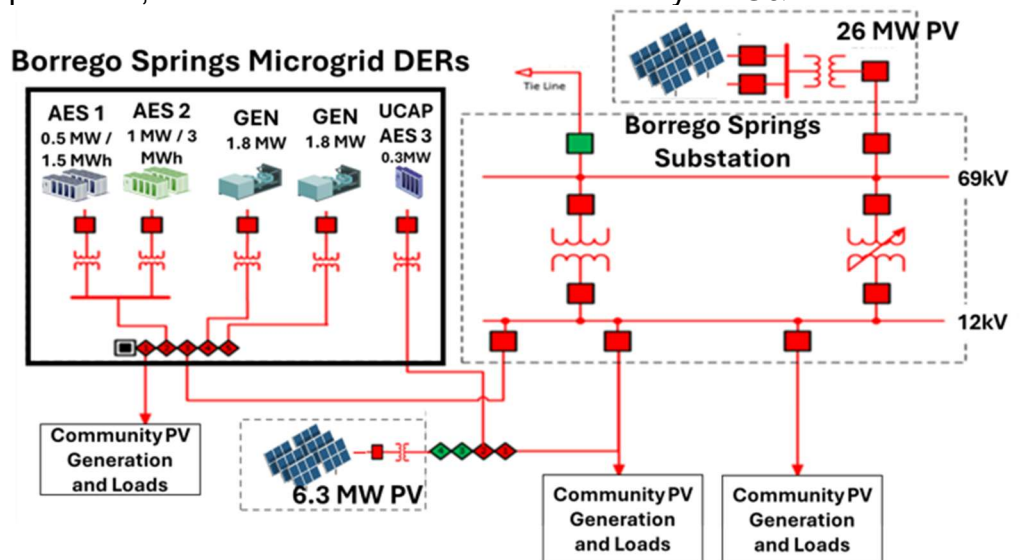 26 MW PV
Borrego Springs Microgrid DERs
Tie Line
AES 1
0.5 MW /
1.5 MWh
AES 2
1 MW / 3
MWh
GEN
1.8 MW
GEN
1.8 MW
UCAP
AES 3
0.3MW
Borrego Springs
Substation
69kV
12kV
Community PV
Generation
and Loads
6.3 MW PV
Community PV
Generation
and Loads
Community PV
Generation
and Loads